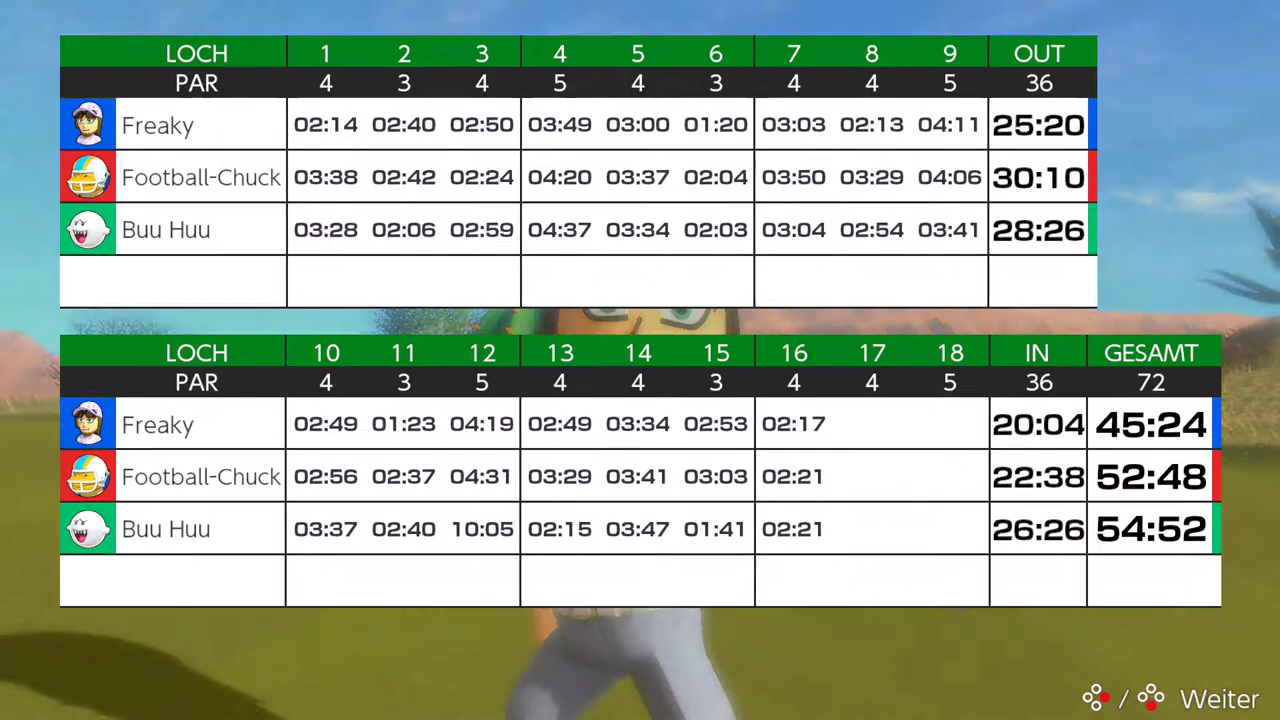 LOCH 1 2 3 4 5 6 7 8 9 OUT
PAR 4 3 4 5 4 3 4 4 5 36
Freaky 02:14 02:40 02:50 03:49 03:00 01:20 03:03 02:13 04:11 25:20
Football-Chuck 03:38 02:42 02:24 04:20 03:37 02:04 03:50 03:29 04:06 30:10
Buu Huu 03:28 02:06 02:59 04:37 03:34 02:03 03:04 02:54 03:41 28:26
LOCH 10 11 12 13 14 15 16 17 18 IN GESAMT
PAR 4 3 5 4 4 3 4 4 5 36 72
Freaky 02:49 01:23 04:19 02:49 03:34 02:53 02:17 20:04 45:24
Football-Chuck 02:56 02:37 04:31 03:29 03:41 03:03 02:21 22:38 52:48
Buu Huu 03:37 02:40 10:05 02:15 03:47 01:41 02:21 26:26 54:52
/ Weiter